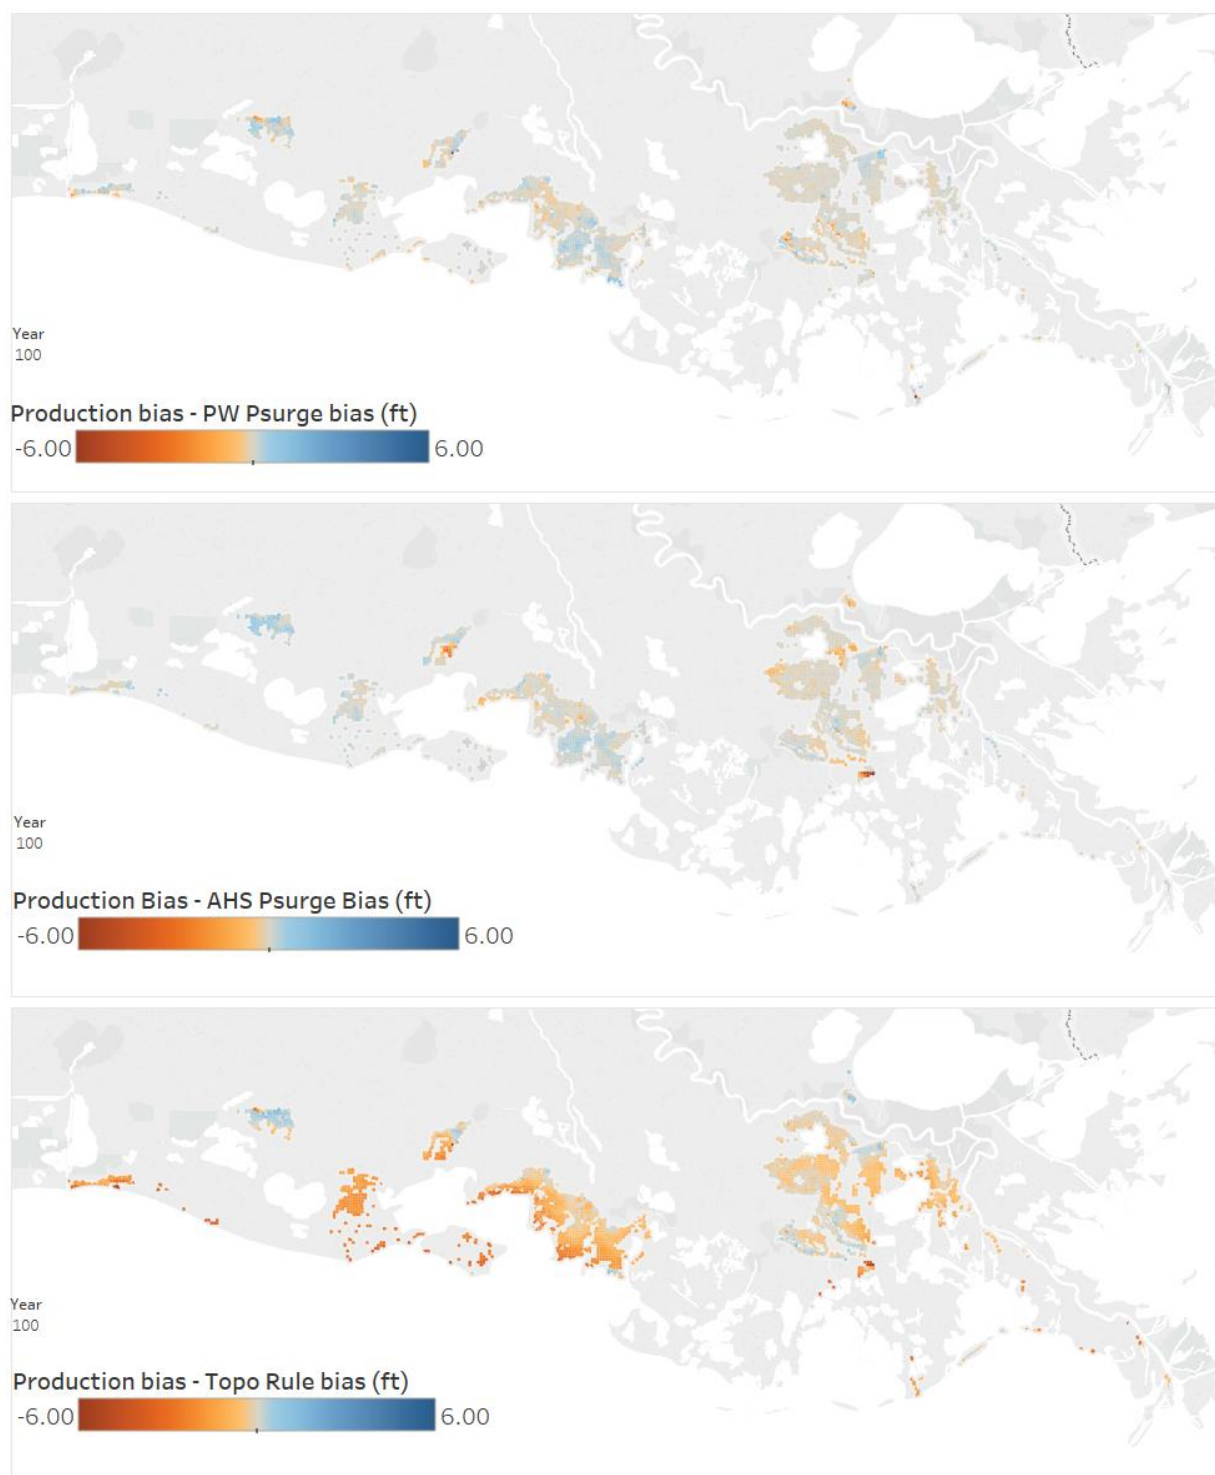 Year
100
Production bias - PW Psurge bias (ft)
-6.00 6.00
Year
100
Production Bias - AHS Psurge Bias (ft)
-6.00 6.00
Year
100
Production bias - Topo Rule bias (ft)
-6.00 6.00